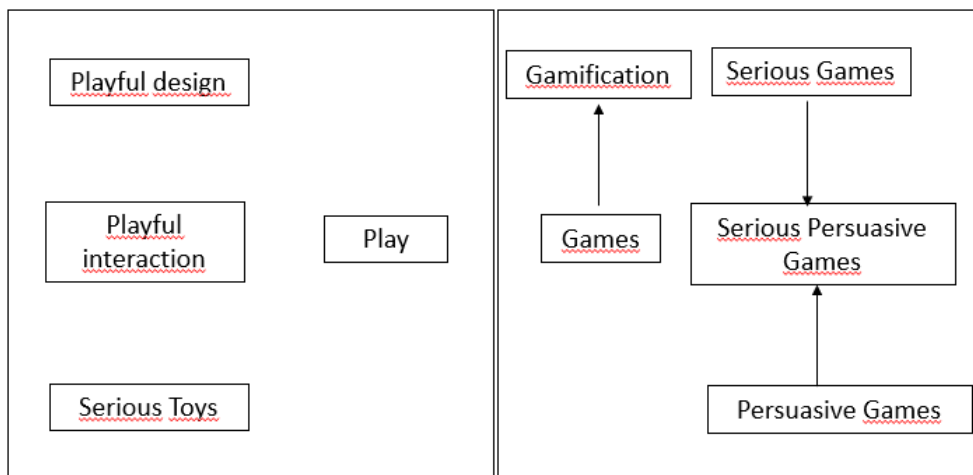 Playful design
Playful
interaction
Play
Serious Toys
Gamification
Serious Games
Games
Serious Persuasive
Games
Persuasive Games